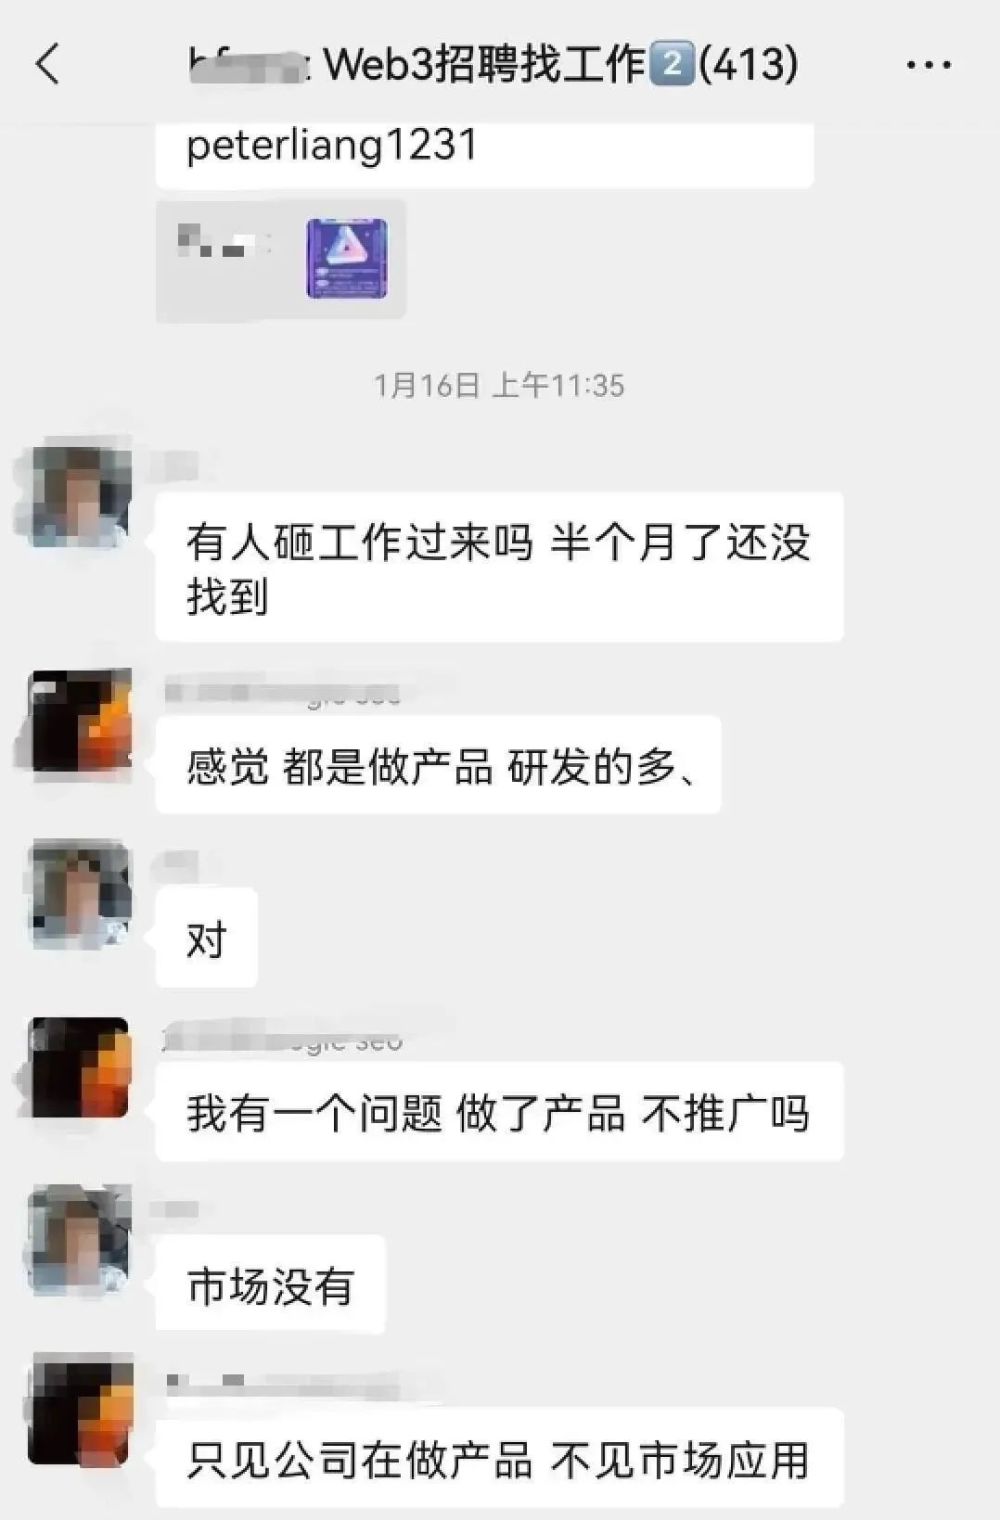 Web3招聘找工作2️⃣(413)
peterliang1231
1月16日 上午11:35
有人砸工作过来吗 半个月了还没
找到
感觉 都是做产品 研发的多、
对
seo
我有一个问题 做了产品 不推广吗
市场没有
只见公司在做产品 不见市场应用